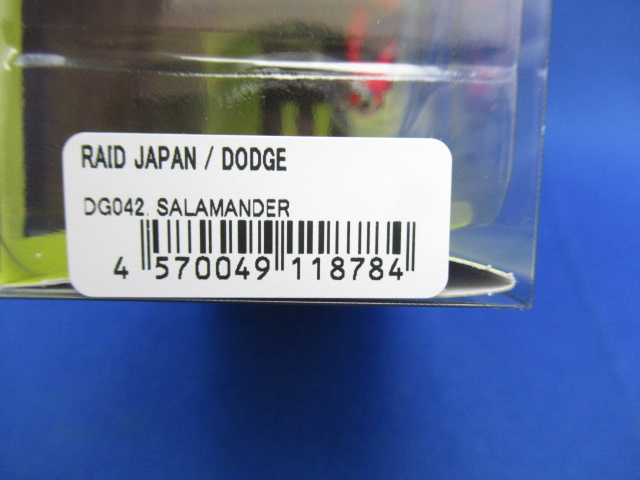 RAID JAPAN / DODGE
DG042. SALAMANDER
4 570049 118784